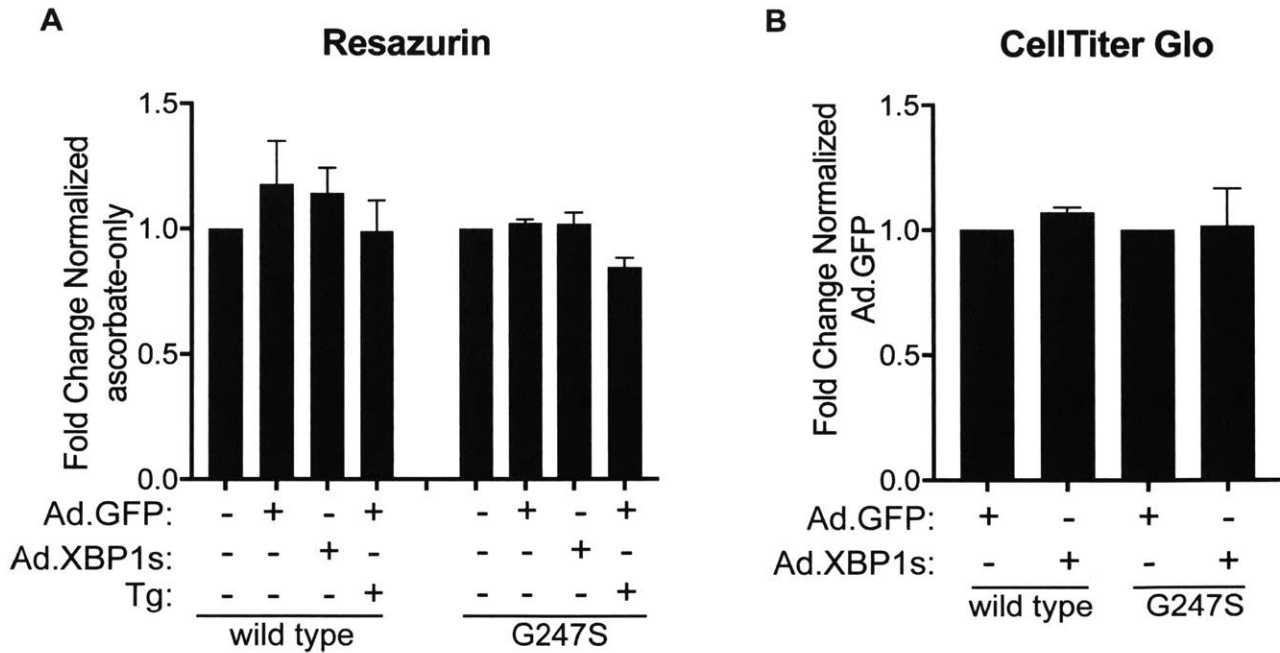 A
Resazurin
Fold Change Normalized
ascorbate-only
1.5
1.0
0.5
0.0
Ad.GFP: - + - + - + - +
Ad.XBP1s: - - + - - - + -
Tg: - - - + - - - +
wild type G247S
B
CellTiter Glo
Fold Change Normalized
Ad.GFP
1.5
1.0
0.5
0.0
Ad.GFP: + - + -
Ad.XBP1s: - + - +
wild type G247S